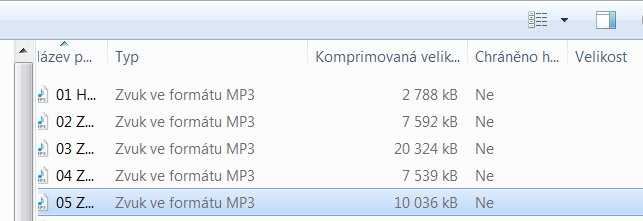 lázev p... Typ Komprimovaná velik... Chráněno h... Velikost
01 H... Zvuk ve formátu MP3 2 788 kB Ne
02 Z... Zvuk ve formátu MP3 7 592 kB Ne
03 Z... Zvuk ve formátu MP3 20 324 kB Ne
04 Z... Zvuk ve formátu MP3 7 539 kB Ne
05 Z... Zvuk ve formátu MP3 10 036 kB Ne